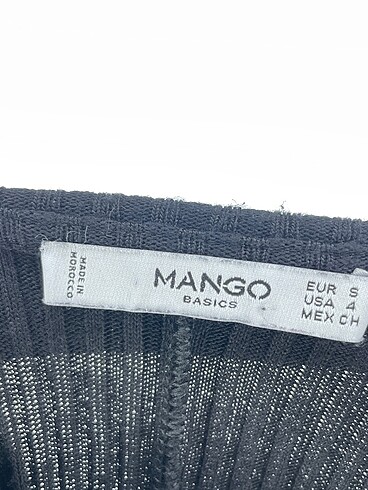 MADE IN
MOROCCO
MANGO
BASICS
EUR S
USA 4
MEX CH